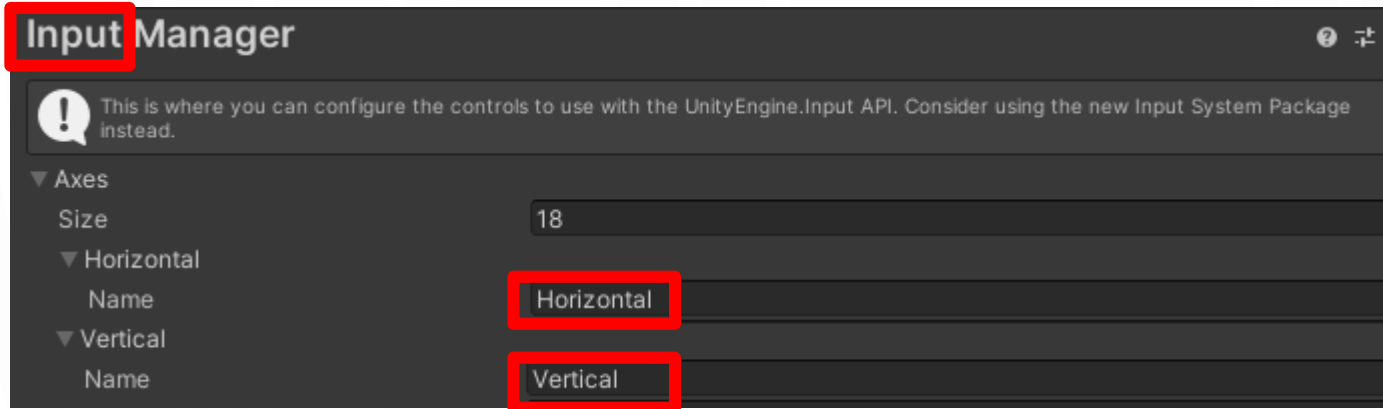 Input Manager
This is where you can configure the controls to use with the UnityEngine.Input API. Consider using the new Input System Package
instead.
Axes
Size 18
Horizontal
Name Horizontal
Vertical
Name Vertical